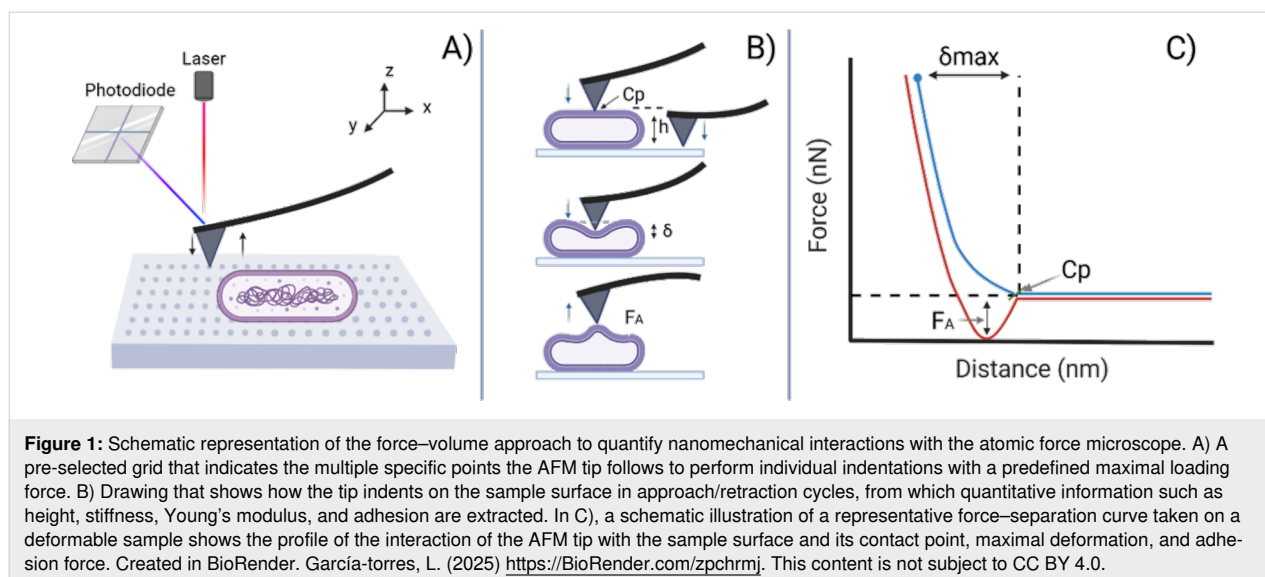 A)
Laser
Photodiode
z
x
y
B)
Cp
h
δ
FA
C)
δmax
Force (nN)
Cp
FA
Distance (nm)
Figure 1: Schematic representation of the force–volume approach to quantify nanomechanical interactions with the atomic force microscope. A) A
pre-selected grid that indicates the multiple specific points the AFM tip follows to perform individual indentations with a predefined maximal loading
force. B) Drawing that shows how the tip indents on the sample surface in approach/retraction cycles, from which quantitative information such as
height, stiffness, Young's modulus, and adhesion are extracted. In C), a schematic illustration of a representative force–separation curve taken on a
deformable sample shows the profile of the interaction of the AFM tip with the sample surface and its contact point, maximal deformation, and adhe-
sion force. Created in BioRender. García-torres, L. (2025) https://BioRender.com/zpchrmj. This content is not subject to CC BY 4.0.